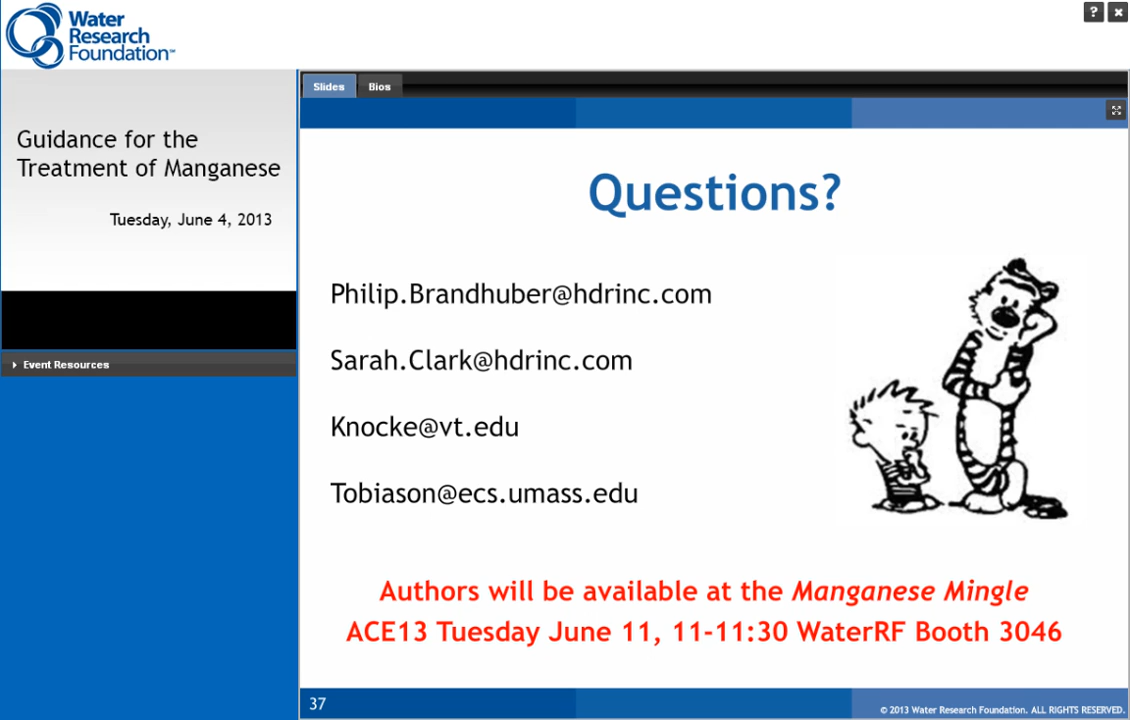 Water
Research
Foundation™
? ×
Slides Bios
Guidance for the
Treatment of Manganese
Tuesday, June 4, 2013
Event Resources
Questions?
Philip.Brandhuber@hdrinc.com
Sarah.Clark@hdrinc.com
Knocke@vt.edu
Tobiason@ecs.umass.edu
Authors will be available at the Manganese Mingle
ACE13 Tuesday June 11, 11-11:30 WaterRF Booth 3046
37
© 2013 Water Research Foundation. ALL RIGHTS RESERVED.